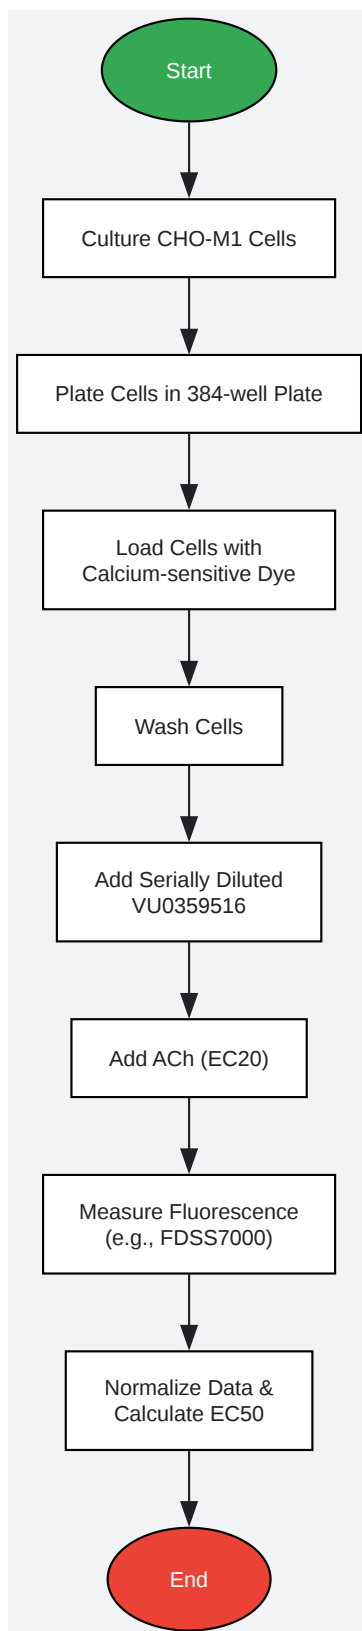 Start
Culture CHO-M1 Cells
Plate Cells in 384-well Plate
Load Cells with
Calcium-sensitive Dye
Wash Cells
Add Serially Diluted
VU0359516
Add ACh (EC20)
Measure Fluorescence
(e.g., FDSS7000)
Normalize Data &
Calculate EC50
End